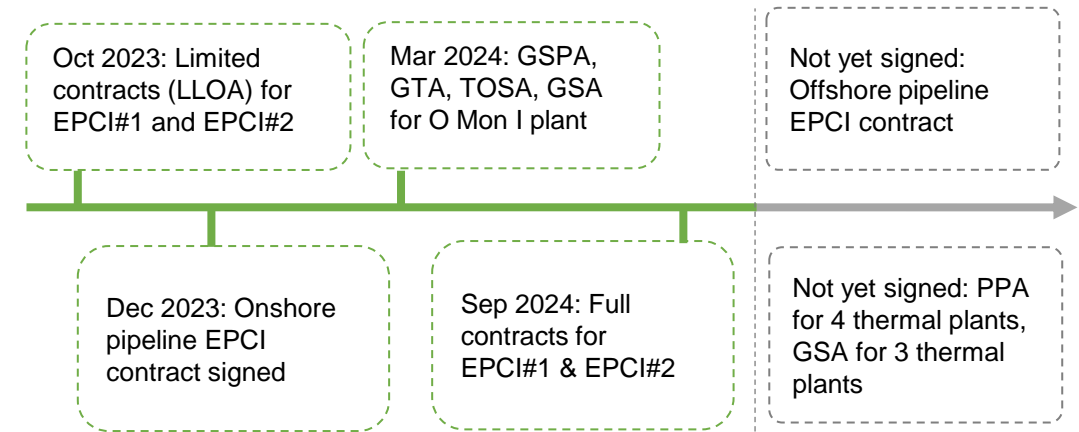 Oct 2023: Limited
contracts (LLOA) for
EPCI#1 and EPCI#2
Mar 2024: GSPA,
GTA, TOSA, GSA
for O Mon I plant
Not yet signed:
Offshore pipeline
EPCI contract
Dec 2023: Onshore
pipeline EPCI
contract signed
Sep 2024: Full
contracts for
EPCI#1 & EPCI#2
Not yet signed: PPA
for 4 thermal plants,
GSA for 3 thermal
plants